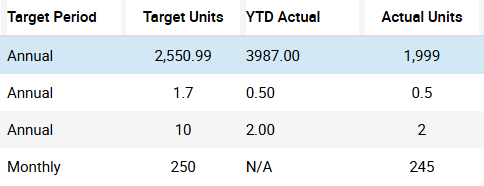 Target Period Target Units YTD Actual Actual Units
Annual 2,550.99 3987.00 1,999
Annual 1.7 0.50 0.5
Annual 10 2.00 2
Monthly 250 N/A 245